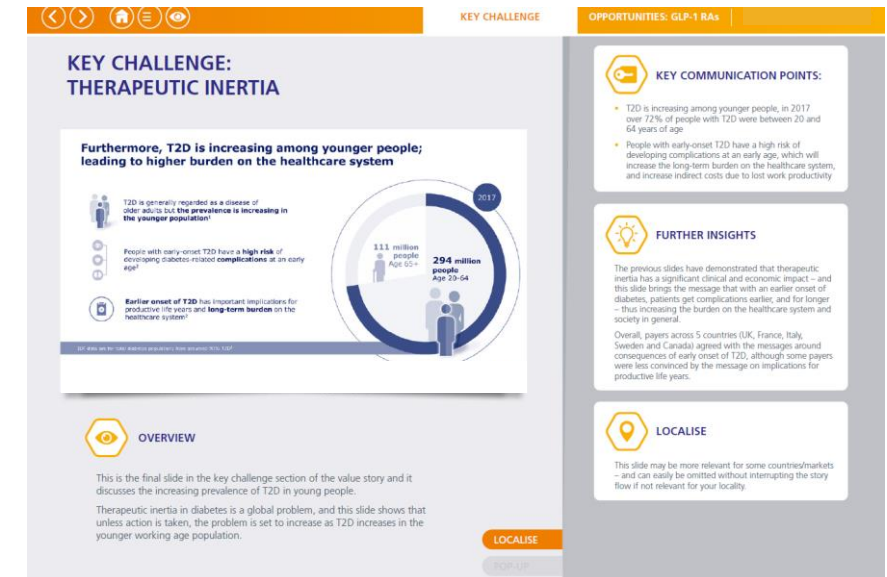 KEY CHALLENGE
OPPORTUNITIES: GLP-1 RAs
KEY CHALLENGE:
THERAPEUTIC INERTIA
Furthermore, T2D is increasing among younger people;
leading to higher burden on the healthcare system
T2D is generally regarded as a disease of
older adults but the prevalence is increasing in
the younger population¹
People with early-onset T2D have a high risk of
developing diabetes-related complications at an early
age²
Earlier onset of T2D has important implications for
productive life years and long-term burden on the
healthcare system³
2017
111 million
people
Age 65+
294 million
people
Age 20–64
OVERVIEW
This is the final slide in the key challenge section of the value story and it
discusses the increasing prevalence of T2D in young people.
Therapeutic inertia in diabetes is a global problem, and this slide shows that
unless action is taken, the problem is set to increase as T2D increases in the
younger working age population.
LOCALISE
POP-UP
KEY COMMUNICATION POINTS:
• T2D is increasing among younger people, in 2017
over 72% of people with T2D were between 20 and
64 years of age
• People with early-onset T2D have a high risk of
developing complications at an early age, which will
increase the long-term burden on the healthcare system,
and increase indirect costs due to lost work productivity
FURTHER INSIGHTS
The previous slides have demonstrated that therapeutic
inertia has a significant clinical and economic impact – and
this slide brings the message that with an earlier onset of
diabetes, patients get complications earlier, and for longer
– thus increasing the burden on the healthcare system and
society in general.
Overall, payers across 5 countries (UK, France, Italy,
Sweden and Canada) agreed with the messages around
consequences of early onset of T2D, although some payers
were less convinced by the message on implications for
productive life years.
LOCALISE
This slide may be more relevant for some countries/markets
– and can easily be omitted without interrupting the story
flow if not relevant for your locality.